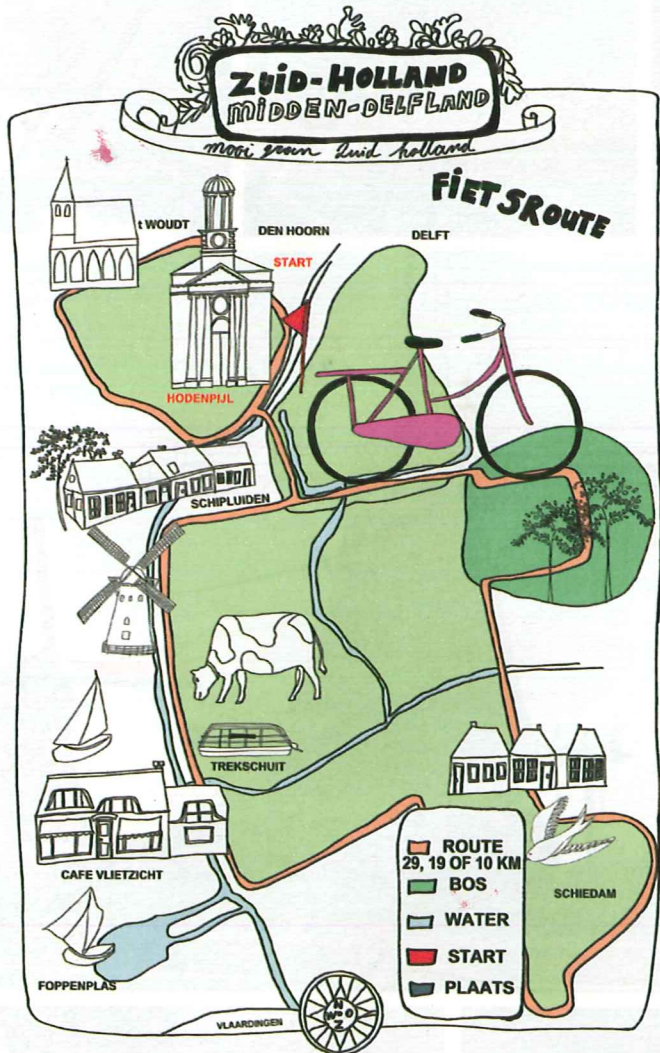 ZUID-HOLLAND
MIDDEN-DELFLAND
mooi groen Zuid holland
FIETSROUTE
t WOUDT
DEN HOORN
DELFT
START
HODENPIJL
SCHIPLUIDEN
TREKSCHUIT
CAFE VLIETZICHT
ROUTE
29, 19 OF 10 KM
BOS
WATER
START
PLAATS
SCHIEDAM
FOPPENPLAS
VLAARDINGEN
N
W O
Z